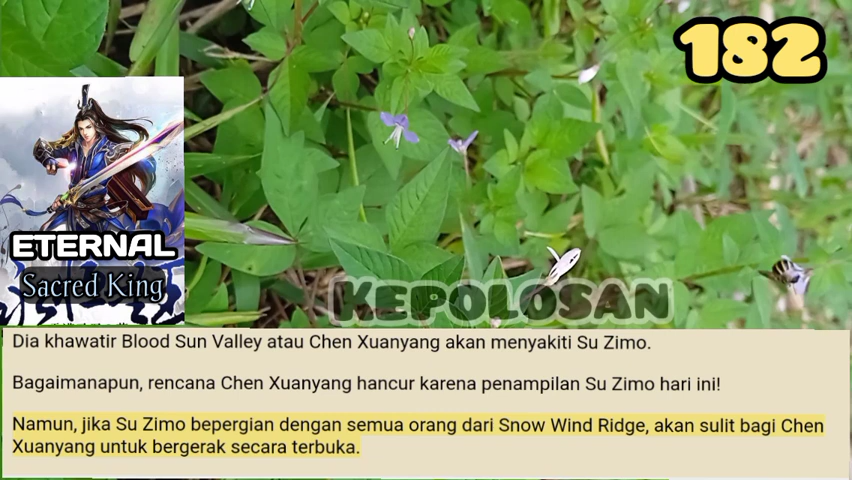 182
ETERNAL
Sacred King
KEPOLOSAN
Dia khawatir Blood Sun Valley atau Chen Xuanyang akan menyakiti Su Zimo.
Bagaimanapun, rencana Chen Xuanyang hancur karena penampilan Su Zimo hari ini!
Namun, jika Su Zimo bepergian dengan semua orang dari Snow Wind Ridge, akan sulit bagi Chen
Xuanyang untuk bergerak secara terbuka.